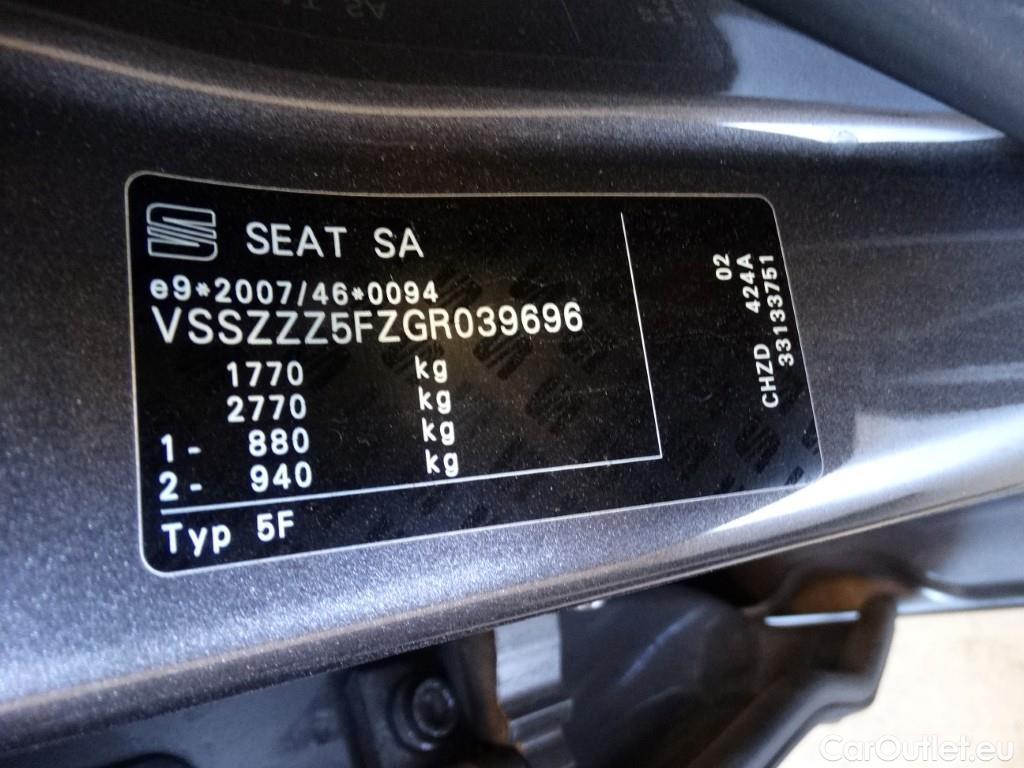 SEAT SA
e9*2007/46*0094
VSSZZZ5FZGR039696
1770 kg
2770 kg
1- 880 kg
2- 940 kg
Typ 5F
02
CHZD 424A
33133751
CarOutlet.eu